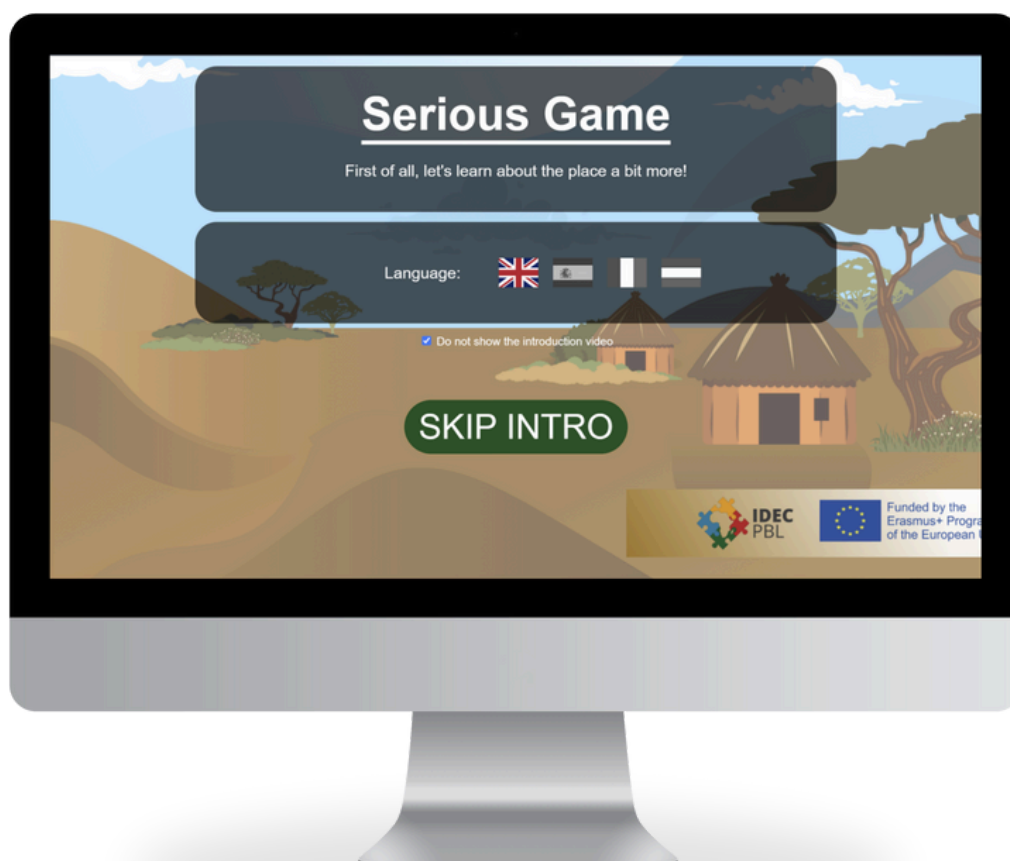 Serious Game
First of all, let's learn about the place a bit more!
Language:
Do not show the introduction video
SKIP INTRO
IDEC
PBL
Funded by the
Erasmus+ Progra
of the European